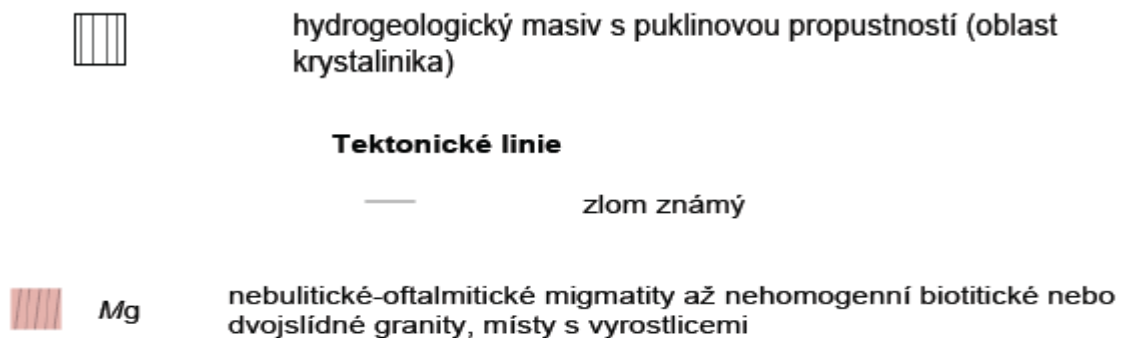 hydrogeologický masiv s puklinovou propustností (oblast
krystalinika)
Tektonické linie
zlom známý
Mg nebulitické-oftalmitické migmatity až nehomogenní biotitické nebo
dvojslídné granity, místy s vyrostlicemi